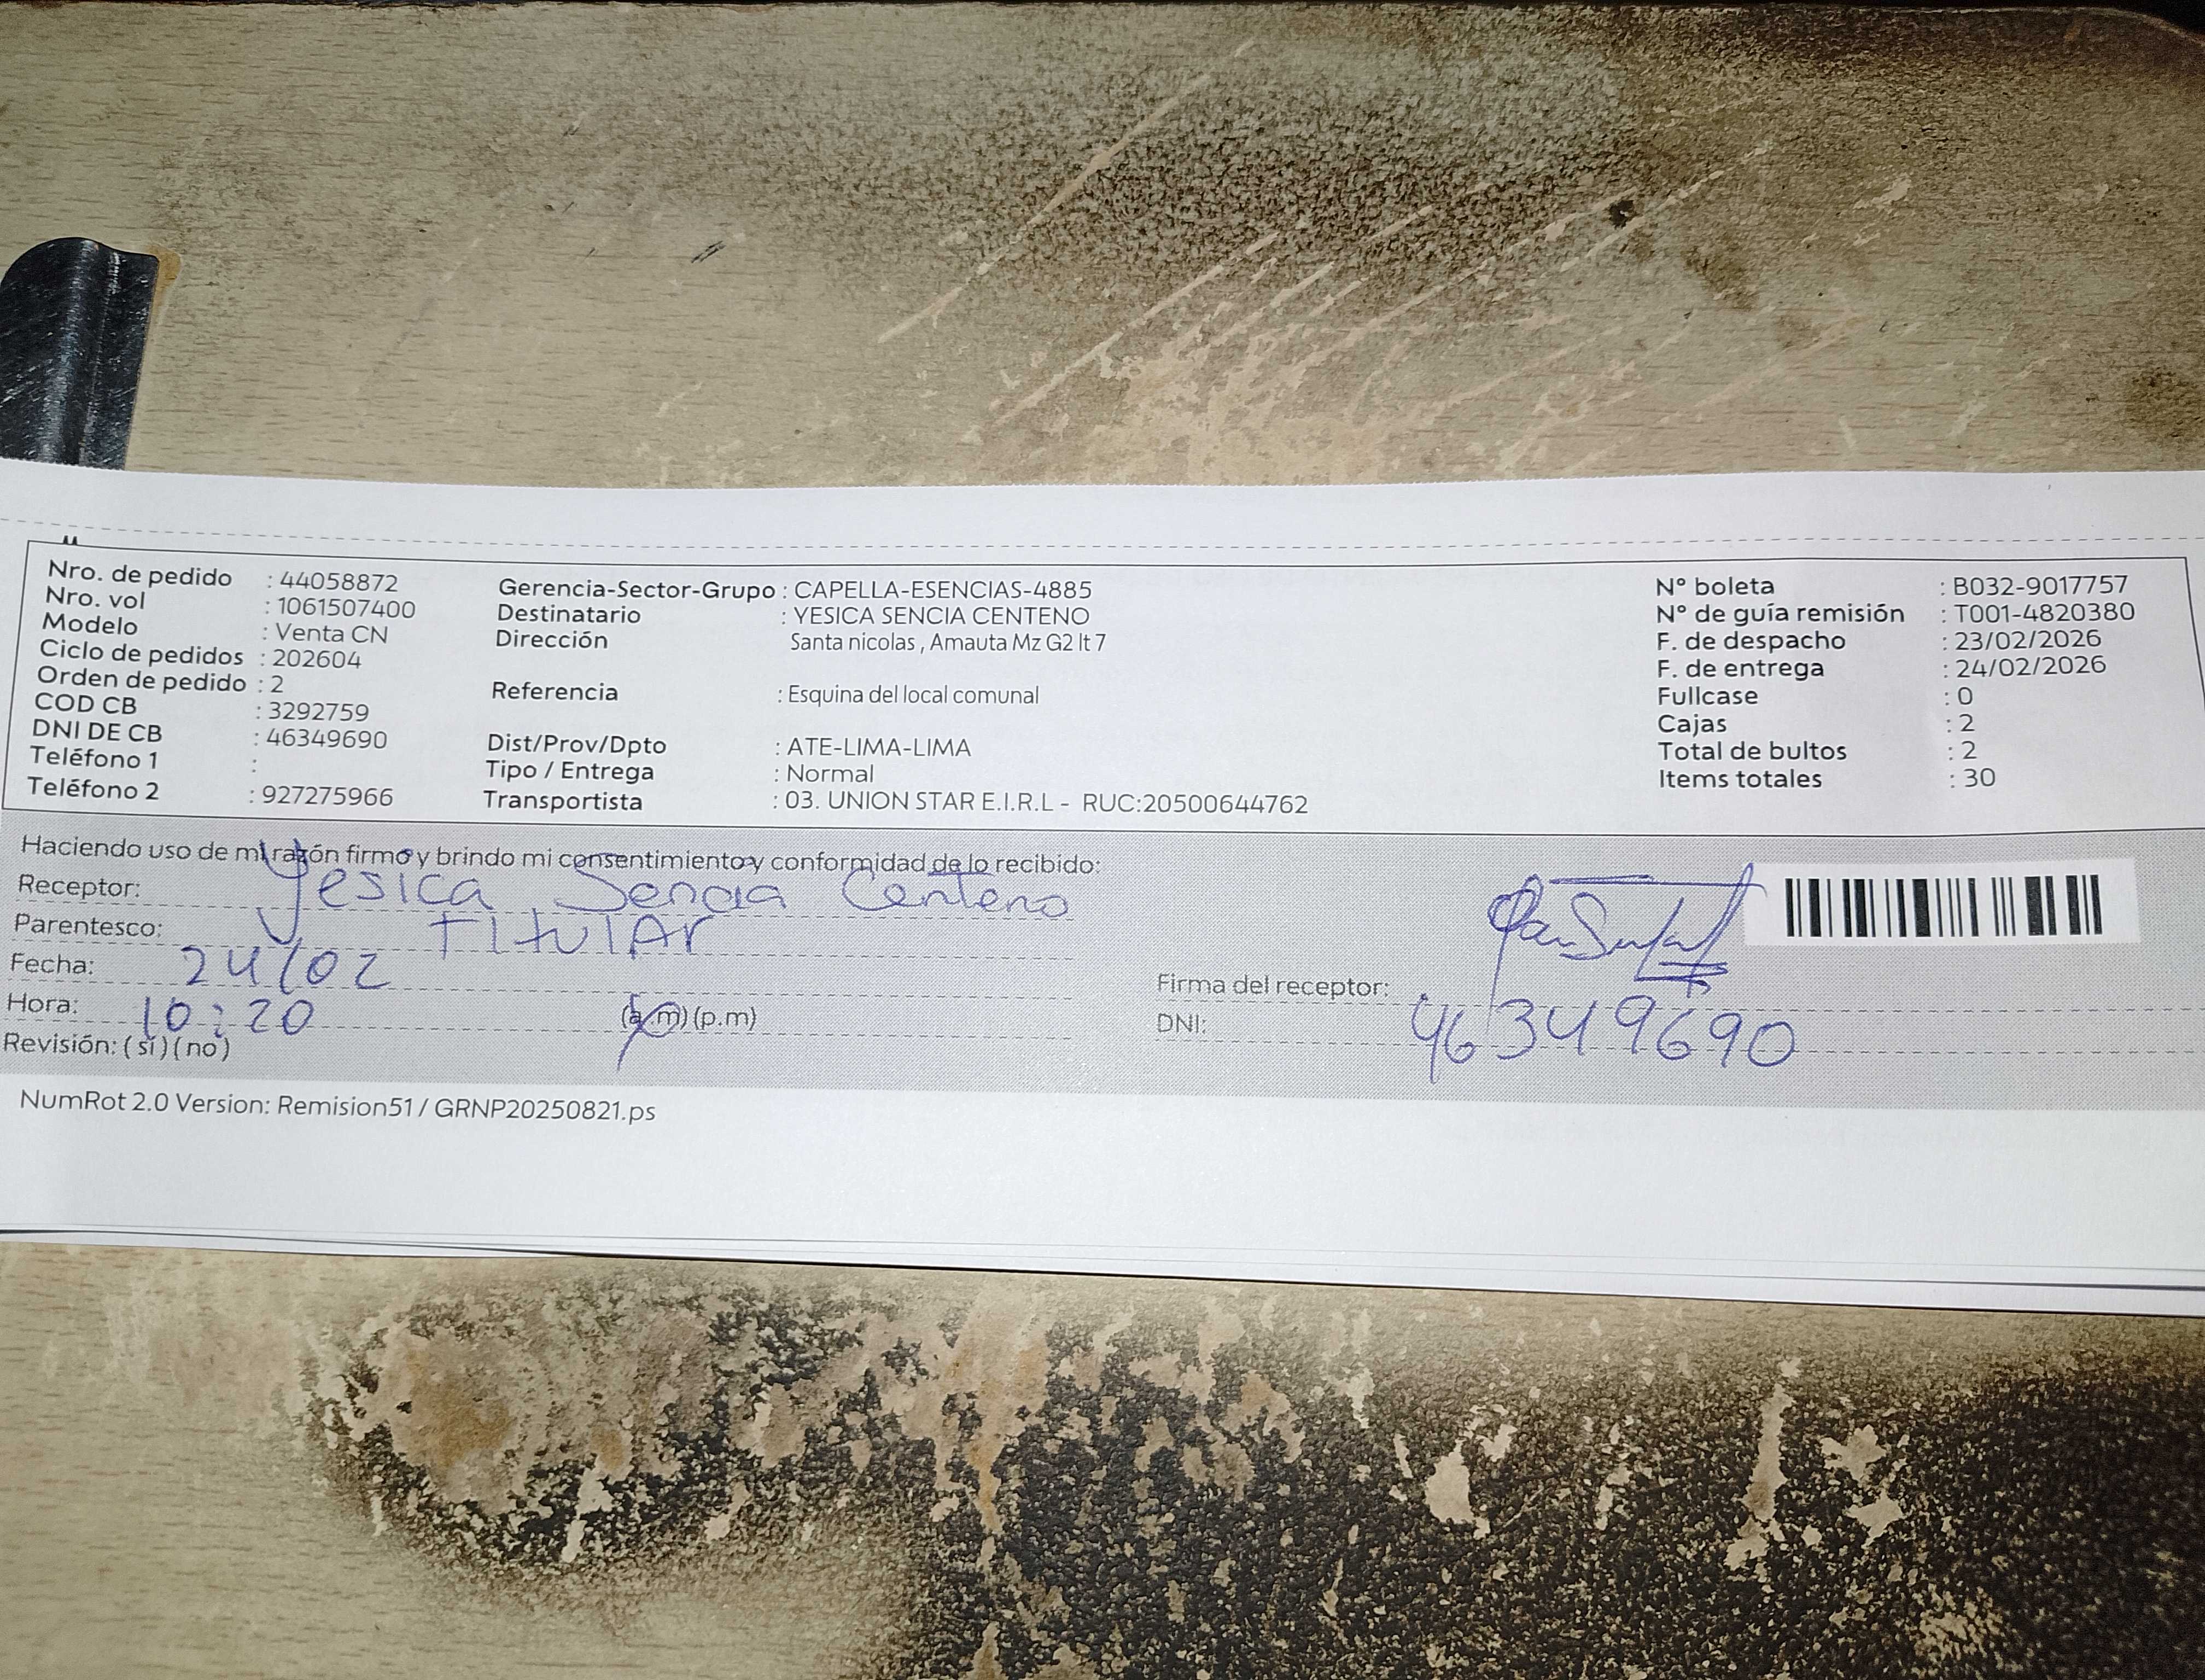 Nro. de pedido : 44058872
Nro. vol : 1061507400
Modelo : Venta CN
Ciclo de pedidos : 202604
Orden de pedido : 2
COD CB : 3292759
DNI DE CB : 46349690
Teléfono 1 :
Teléfono 2 : 927275966
Gerencia-Sector-Grupo : CAPELLA-ESENCIAS-4885
Destinatario : YESICA SENCIA CENTENO
Dirección Santa nicolas , Amauta Mz G2 lt 7
Referencia : Esquina del local comunal
Dist/Prov/Dpto : ATE-LIMA-LIMA
Tipo / Entrega : Normal
Transportista : 03. UNION STAR E.I.R.L - RUC:20500644762
N° boleta : B032-9017757
N° de guía remisión : T001-4820380
F. de despacho : 23/02/2026
F. de entrega : 24/02/2026
Fullcase : 0
Cajas : 2
Total de bultos : 2
Items totales : 30
Haciendo uso de mi razón firmo y brindo mi consentimiento y conformidad de lo recibido:
Receptor: Yesica Sencia Centeno
Parentesco: TITULAR
Fecha: 24/02
Hora: 10:20 (a.m) (p.m)
Revisión: ( si ) ( no )
Firma del receptor:
DNI: 46349690
NumRot 2.0 Version: Remision51 / GRNP20250821.ps